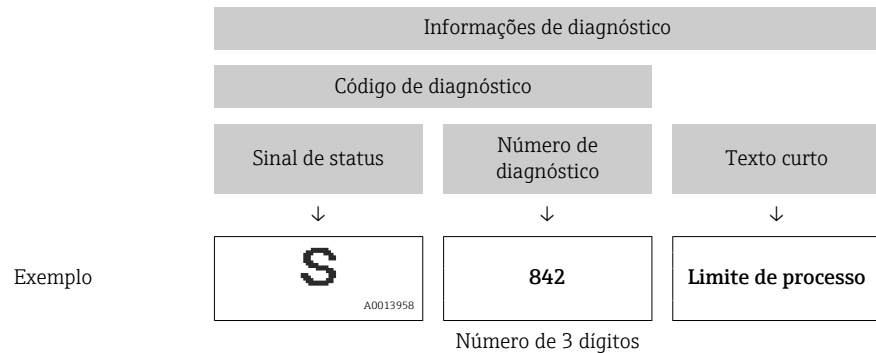 Informações de diagnóstico
Código de diagnóstico
Sinal de status
Número de
diagnóstico
Texto curto
↓ ↓ ↓
Exemplo
S
A0013958
842
Limite de processo
Número de 3 dígitos